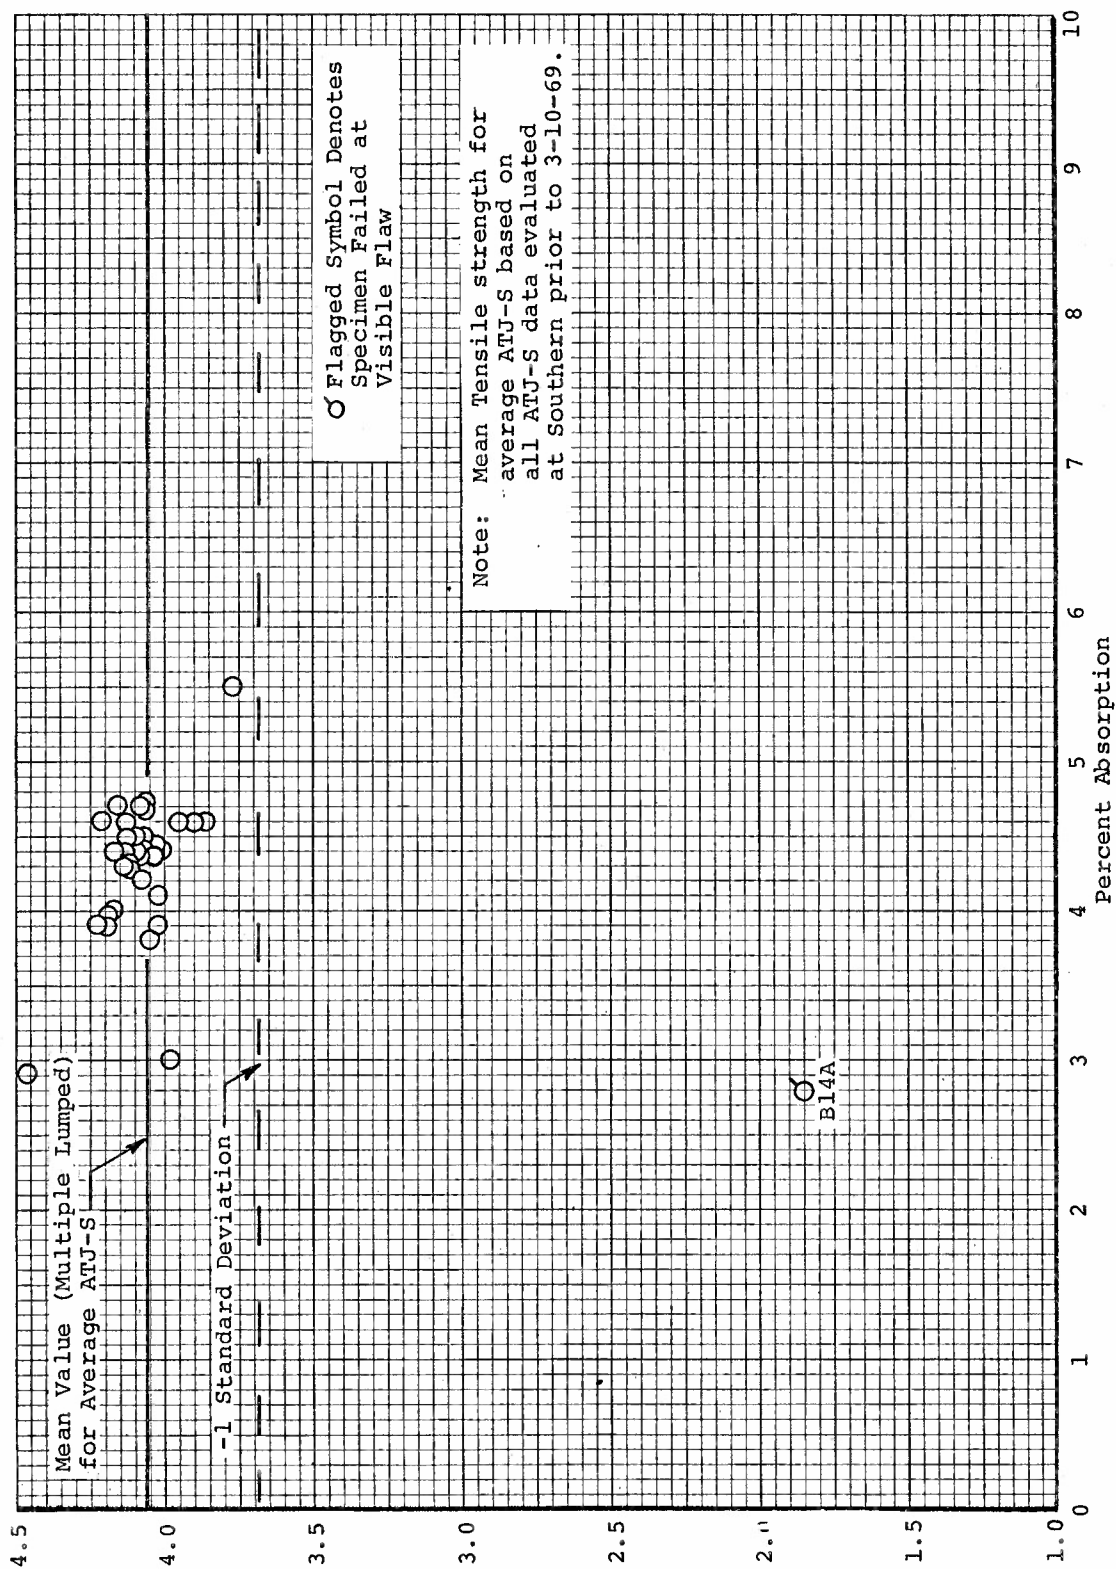 Mean Value (Multiple Lumped)
for Average ATJ-S
-1 Standard Deviation
Flagged Symbol Denotes
Specimen Failed at
Visible Flaw
Note: Mean Tensile strength for
average ATJ-S based on
all ATJ-S data evaluated
at Southern prior to 3-10-69.
B14A
4.5
4.0
3.5
3.0
2.5
2.
1.5
1.0
0 1 2 3 4 5 6 7 8 9 10
Percent Absorption